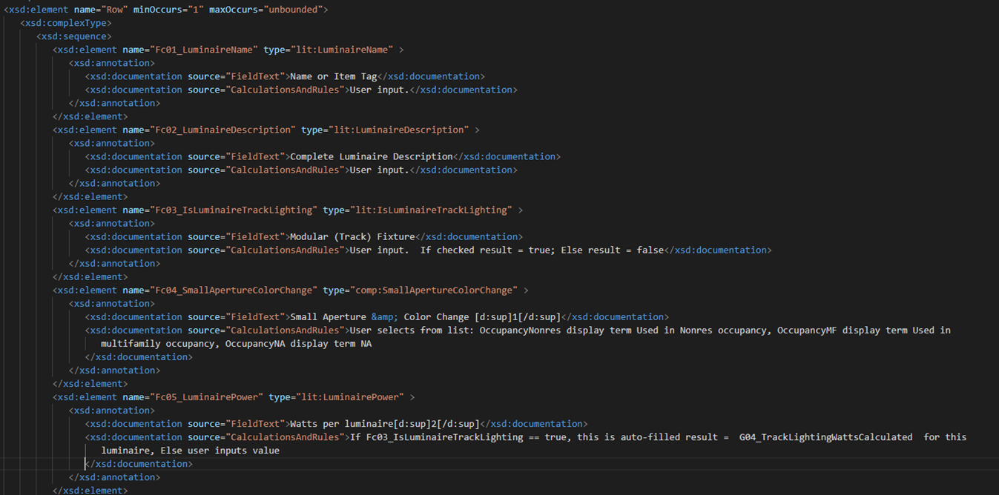 <xsd:element name="Row" minOccurs="1" maxOccurs="unbounded">
<xsd:complexType>
<xsd:sequence>
<xsd:element name="Fc01_LuminaireName" type="lit:LuminaireName" >
<xsd:annotation>
<xsd:documentation source="FieldText">Name or Item Tag</xsd:documentation>
<xsd:documentation source="CalculationsAndRules">User input.</xsd:documentation>
</xsd:annotation>
</xsd:element>
<xsd:element name="Fc02_LuminaireDescription" type="lit:LuminaireDescription" >
<xsd:annotation>
<xsd:documentation source="FieldText">Complete Luminaire Description</xsd:documentation>
<xsd:documentation source="CalculationsAndRules">User input.</xsd:documentation>
</xsd:annotation>
</xsd:element>
<xsd:element name="Fc03_IsLuminaireTrackLighting" type="lit:IsLuminaireTrackLighting" >
<xsd:annotation>
<xsd:documentation source="FieldText">Modular (Track) Fixture</xsd:documentation>
<xsd:documentation source="CalculationsAndRules">User input.  If checked result = true; Else result = false</xsd:documentation>
</xsd:annotation>
</xsd:element>
<xsd:element name="Fc04_SmallApertureColorChange" type="comp:SmallApertureColorChange" >
<xsd:annotation>
<xsd:documentation source="FieldText">Small Aperture &amp; Color Change [d:sup]1[/d:sup]</xsd:documentation>
<xsd:documentation source="CalculationsAndRules">User selects from list: OccupancyNonres display term Used in Nonres occupancy, OccupancyMF display term Used in
multifamily occupancy, OccupancyNA display term NA
</xsd:documentation>
</xsd:annotation>
</xsd:element>
<xsd:element name="Fc05_LuminairePower" type="lit:LuminairePower" >
<xsd:annotation>
<xsd:documentation source="FieldText">Watts per luminaire[d:sup]2[/d:sup]</xsd:documentation>
<xsd:documentation source="CalculationsAndRules">If Fc03_IsLuminaireTrackLighting == true, this is auto-filled result =  G04_TrackLightingWattsCalculated  for this
luminaire, Else user inputs value
</xsd:documentation>
</xsd:annotation>
</xsd:element>